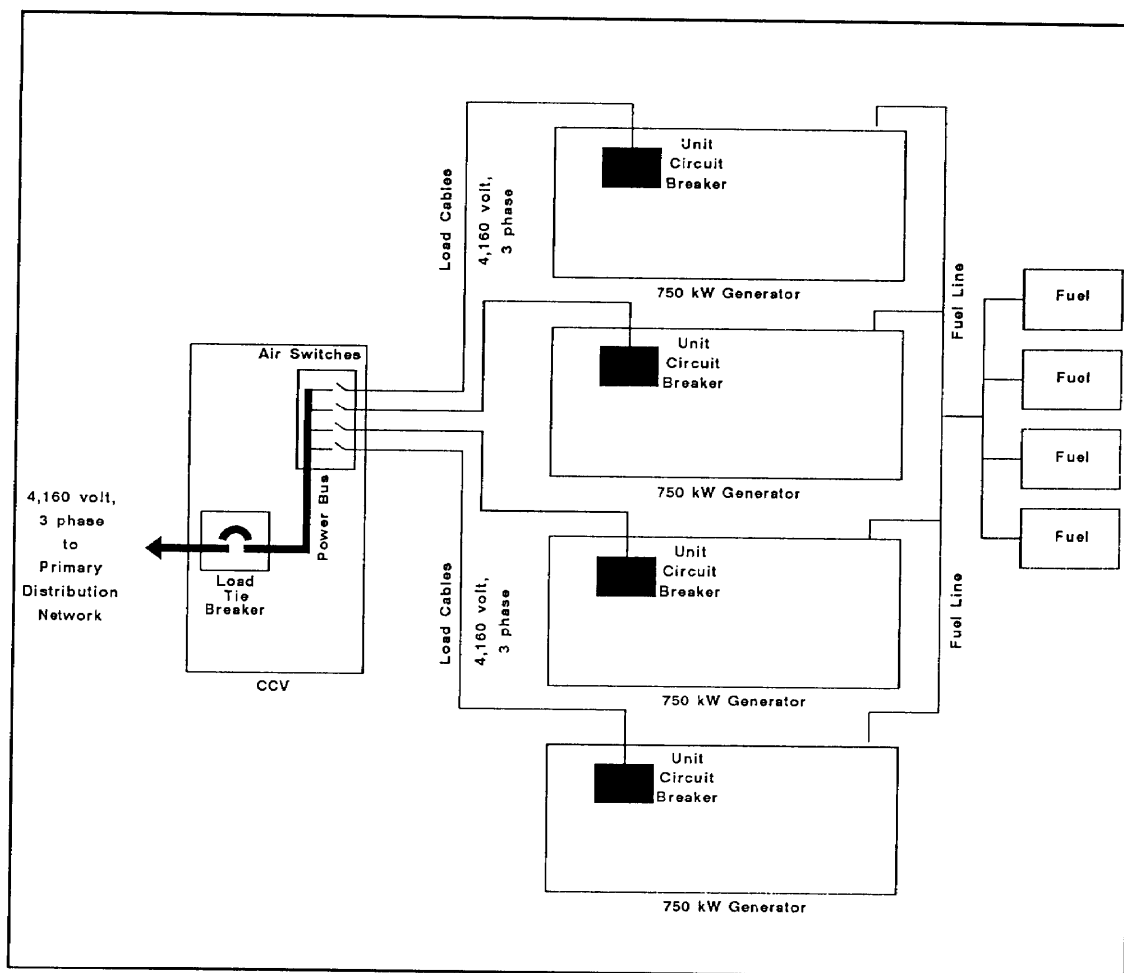 Unit
Circuit
Breaker
750 kW Generator
Load Cables
4,160 volt,
3 phase
Fuel Line
Unit
Circuit
Breaker
750 kW Generator
Fuel
Fuel
Fuel
Fuel
Air Switches
Power Bus
4,160 volt,
3 phase
to
Primary
Distribution
Network
Load
Tie
Breaker
CCV
Load Cables
4,160 volt,
3 phase
Unit
Circuit
Breaker
750 kW Generator
Fuel Line
Unit
Circuit
Breaker
750 kW Generator